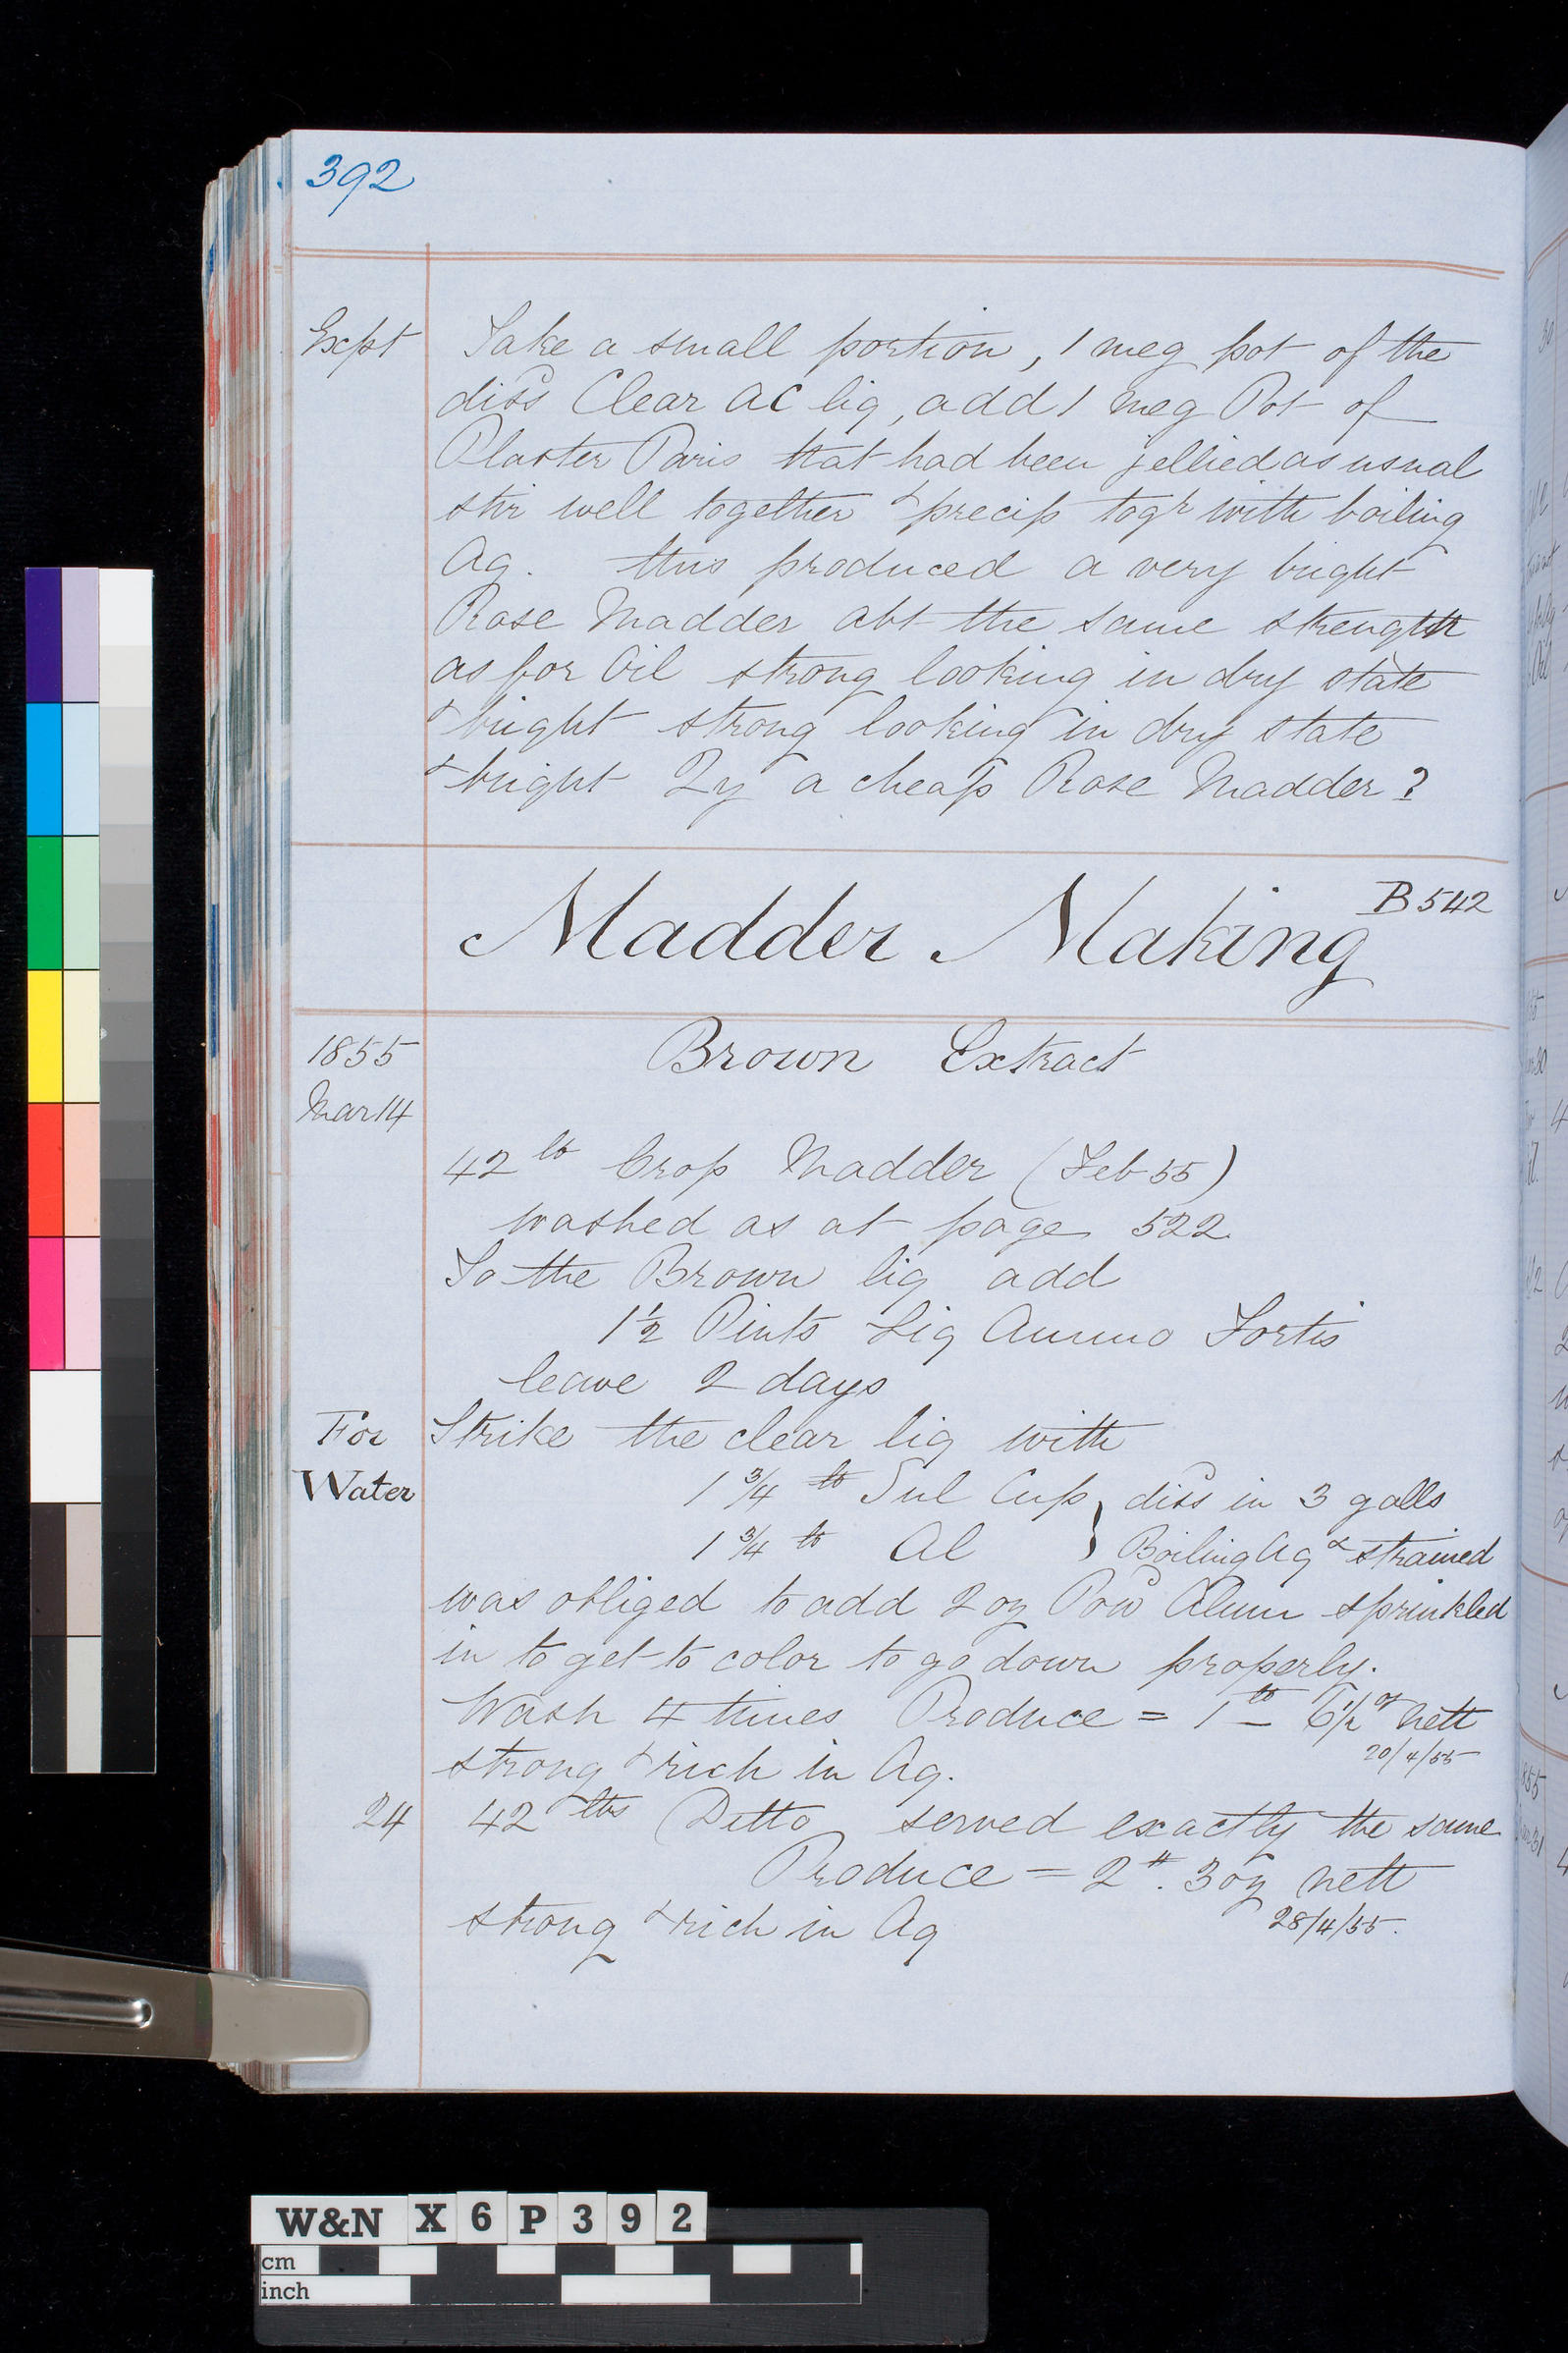 392
Expt Take a small portion, 1 meg pot of the
dissd Clear AC liq, add 1 meg Pot of
Plaster Paris that had been jellied as usual
stir well together & precip togr with boiling
Aq. this produced a very bright
Rose Madder abt the same strength
as for Oil strong looking in dry state
& bright strong looking in dry state
& bright Qy a cheap Rose Madder?
Madder Making B542
1855 Brown Extract
Mar 14
42 lb Crop Madder (Feb 55)
washed as at page 522
To the Brown liq add
1½ Pints Liq Ammo Fortis
leave 2 days
For Strike the clear liq with
Water 1¾ lb Sul Cup } dissd in 3 galls
1¾ lb Al } Boiling Aq & strained
was obliged to add 2 oz Powd Alum sprinkled
in to get to color to go down properly.
Wash 4 times Produce = 1 lb – 6½ oz nett
20/4/55
strong & rich in Aq.
24 42 lbs Ditto served exactly the same
Produce = 2 #. 3 oz nett
strong & rich in Aq 28/4/55.
W&N X6P392
cm
inch